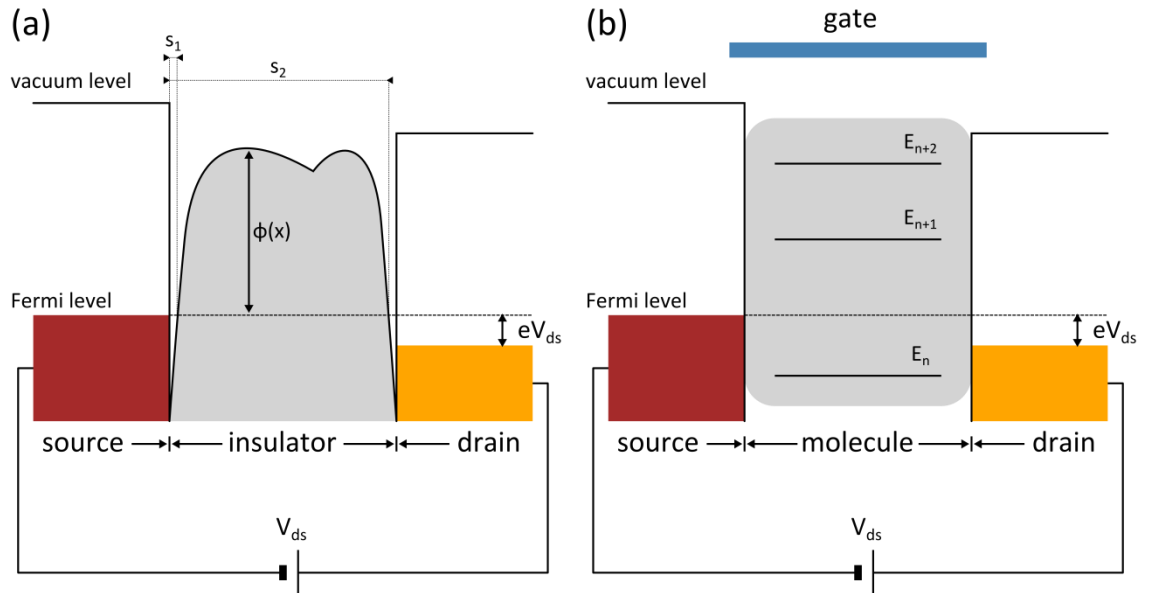 (a)
s₁
s₂
vacuum level
ϕ(x)
Fermi level
eVds
source
insulator
drain
Vds
(b)
gate
vacuum level
Eₙ₊₂
Eₙ₊₁
Fermi level
eVds
Eₙ
source
molecule
drain
Vds